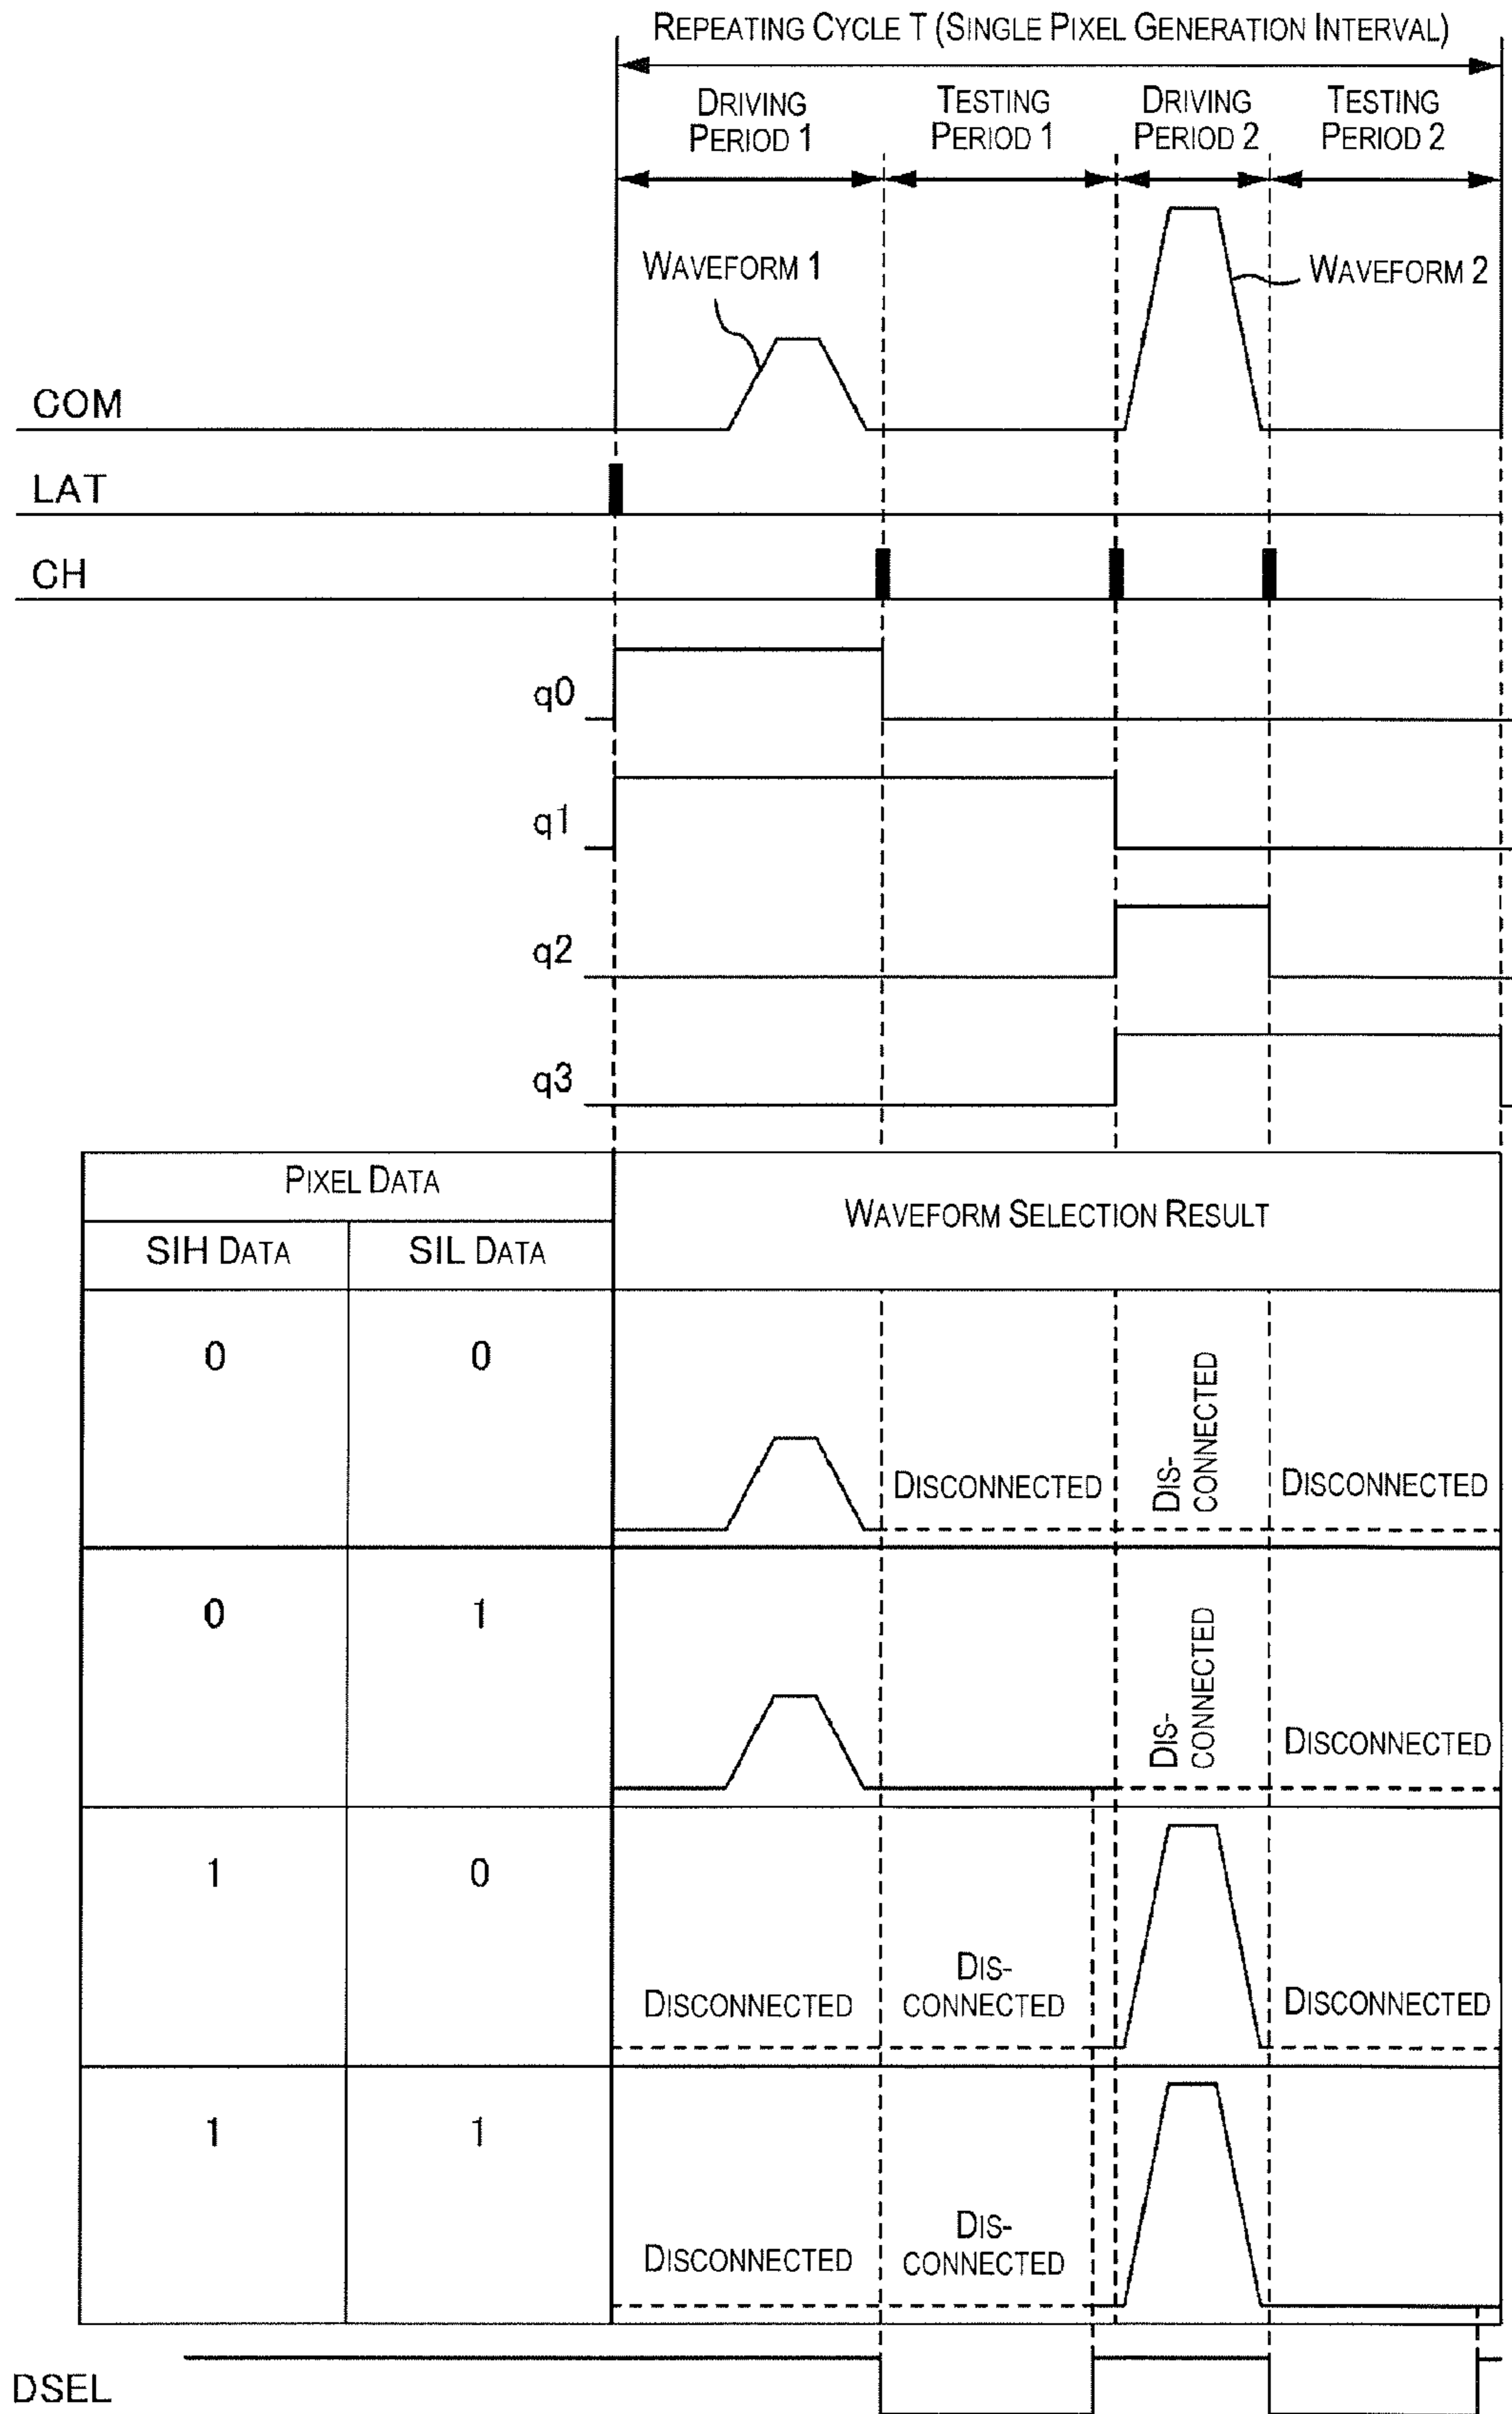 REPEATING CYCLE T (SINGLE PIXEL GENERATION INTERVAL)
DRIVING
PERIOD 1
TESTING
PERIOD 1
DRIVING
PERIOD 2
TESTING
PERIOD 2
WAVEFORM 1
WAVEFORM 2
COM
LAT
CH
q0
q1
q2
q3
PIXEL DATA
WAVEFORM SELECTION RESULT
SIH DATA
SIL DATA
0
0
DISCONNECTED
DIS-
CONNECTED
DISCONNECTED
0
1
DIS-
CONNECTED
DISCONNECTED
1
0
DISCONNECTED
DIS-
CONNECTED
DISCONNECTED
1
1
DISCONNECTED
DIS-
CONNECTED
DSEL